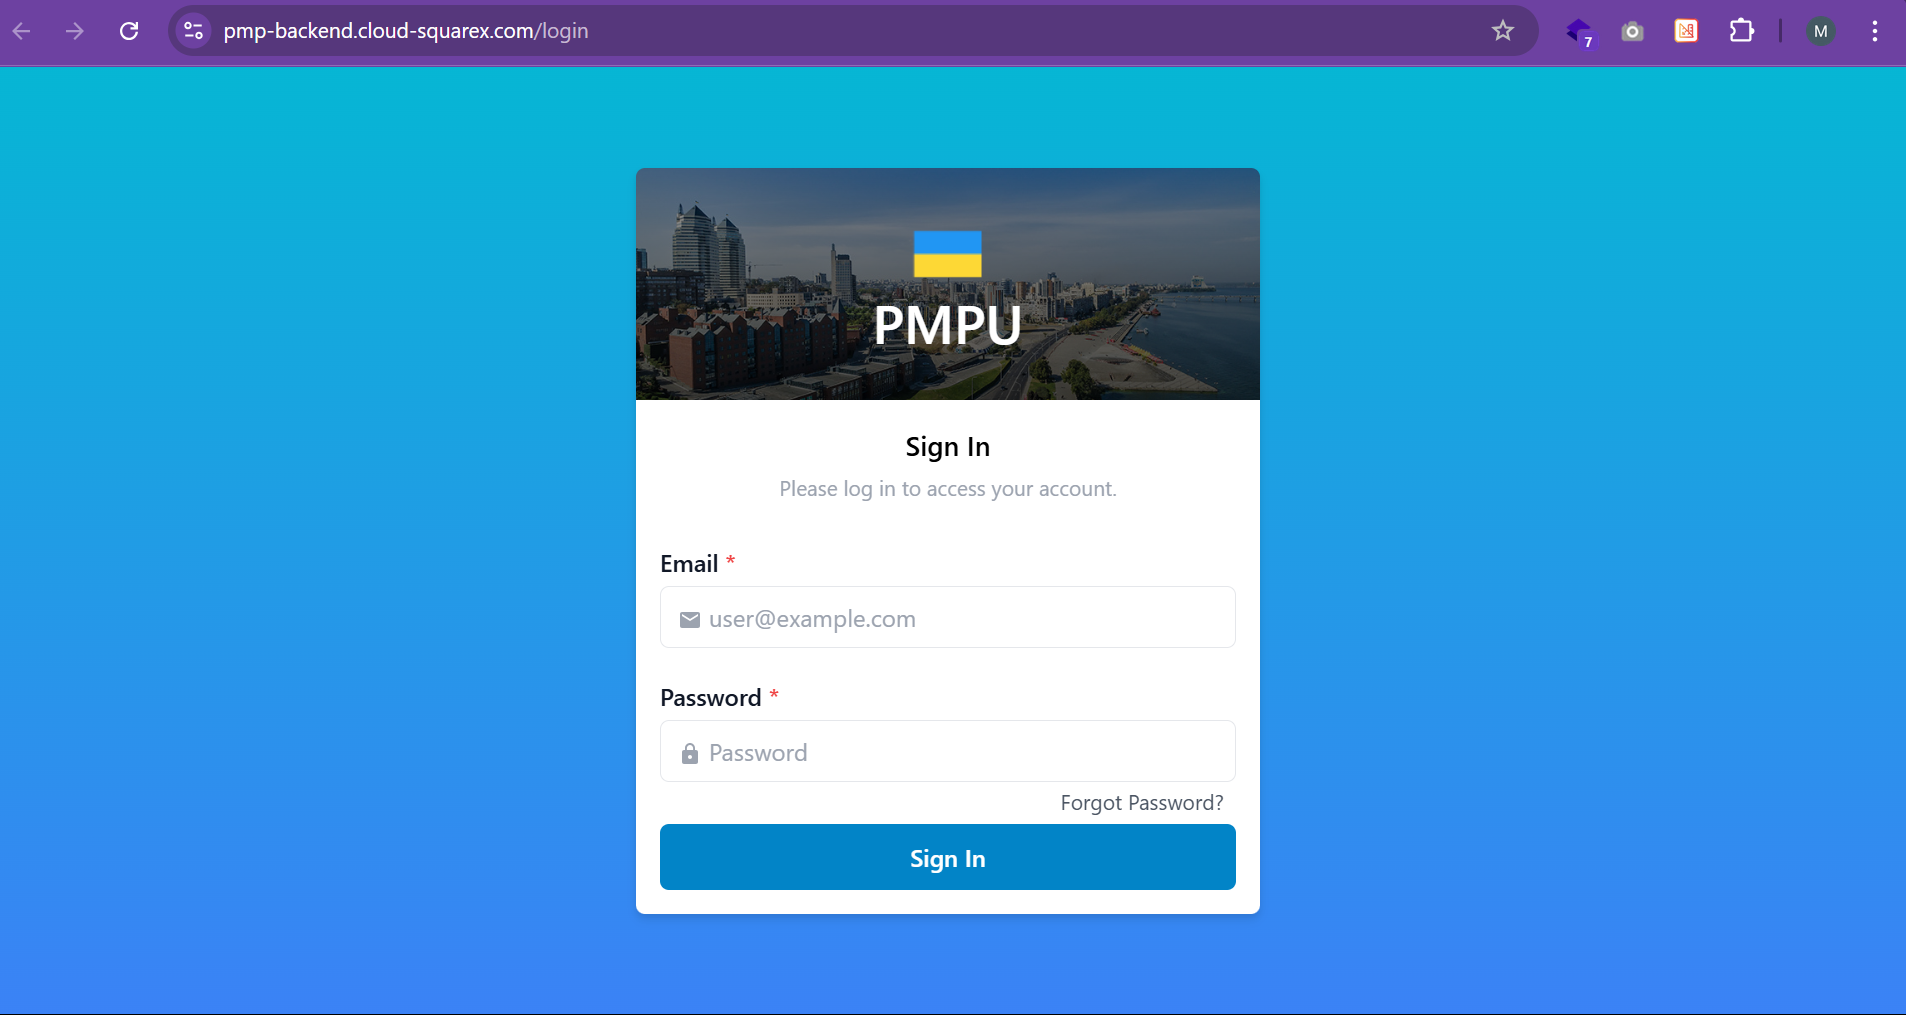 pmp-backend.cloud-squarex.com/login
7
M
PMPU
Sign In
Please log in to access your account.
Email *
user@example.com
Password *
Password
Forgot Password?
Sign In